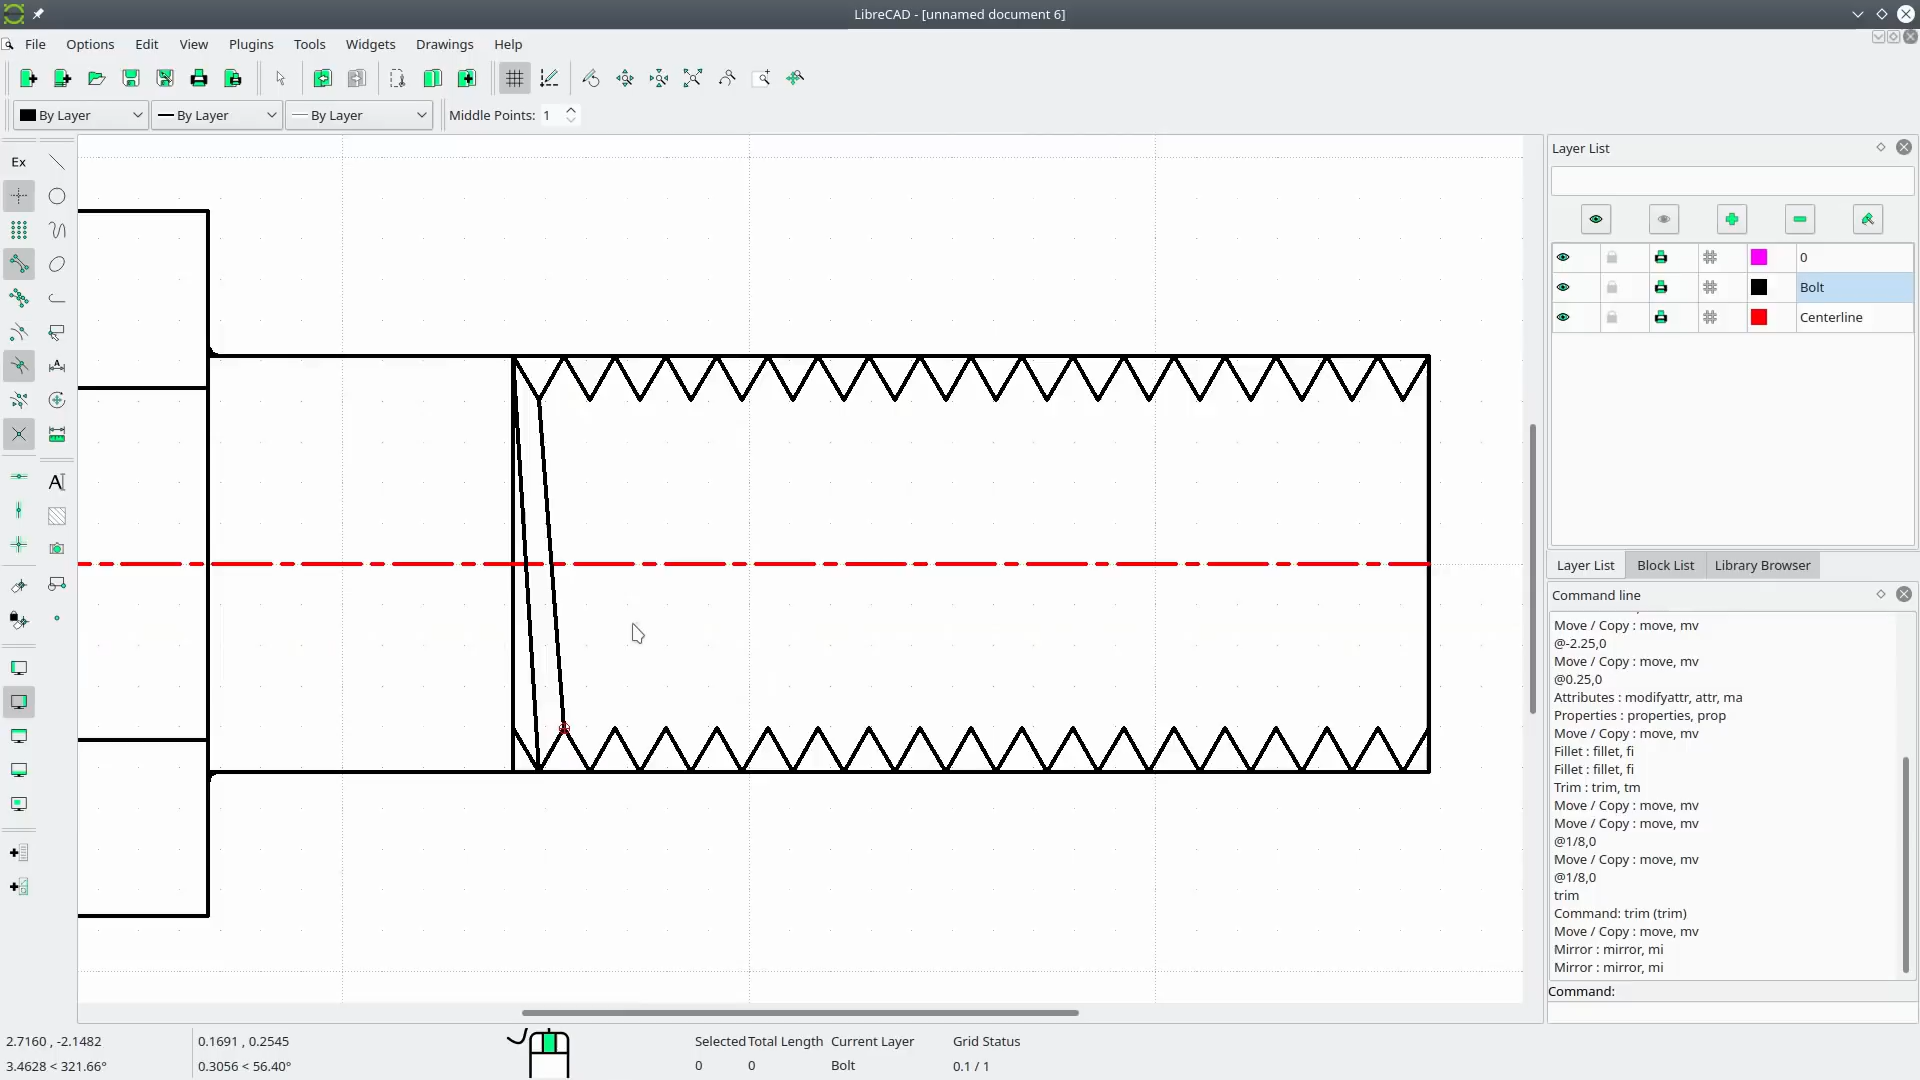 LibreCAD - [unnamed document 6]
File Options Edit View Plugins Tools Widgets Drawings Help
By Layer By Layer By Layer Middle Points: 1
Ex
A
Layer List
0
Bolt
Centerline
Layer List Block List Library Browser
Command line
Move / Copy : move, mv
@-2.25,0
Move / Copy : move, mv
@0.25,0
Attributes : modifyattr, attr, ma
Properties : properties, prop
Move / Copy : move, mv
Fillet : fillet, fi
Fillet : fillet, fi
Trim : trim, tm
Move / Copy : move, mv
Move / Copy : move, mv
@1/8,0
Move / Copy : move, mv
@1/8,0
trim
Command: trim (trim)
Move / Copy : move, mv
Mirror : mirror, mi
Mirror : mirror, mi
Command:
2.7160 , -2.1482 0.1691 , 0.2545 Selected Total Length Current Layer Grid Status
3.4628 < 321.66° 0.3056 < 56.40° 0 0 Bolt 0.1 / 1